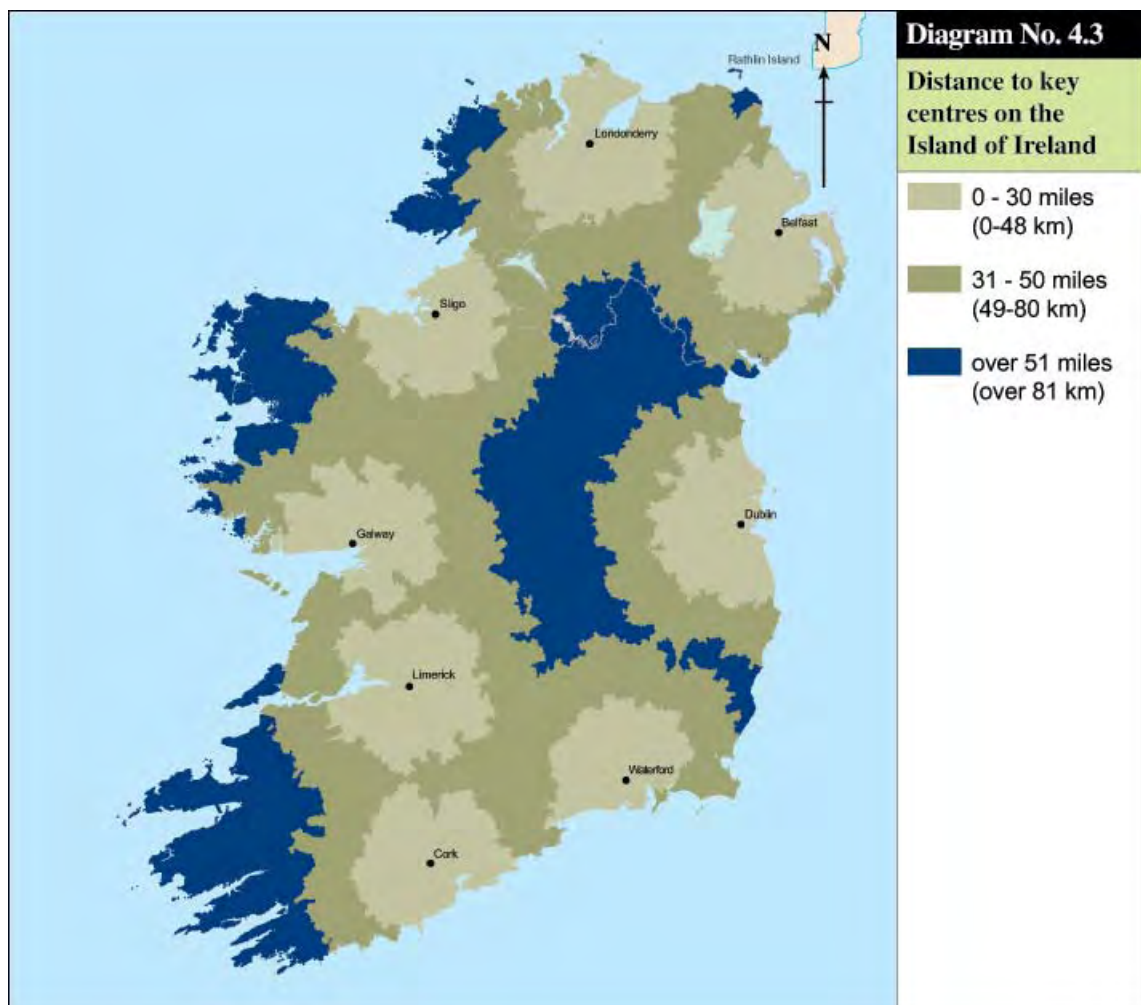 Diagram No. 4.3
Distance to key
centres on the
Island of Ireland
0 - 30 miles
(0-48 km)
31 - 50 miles
(49-80 km)
over 51 miles
(over 81 km)
N
Rathlin Island
Londonderry
Belfast
Sligo
Dublin
Galway
Limerick
Waterford
Cork